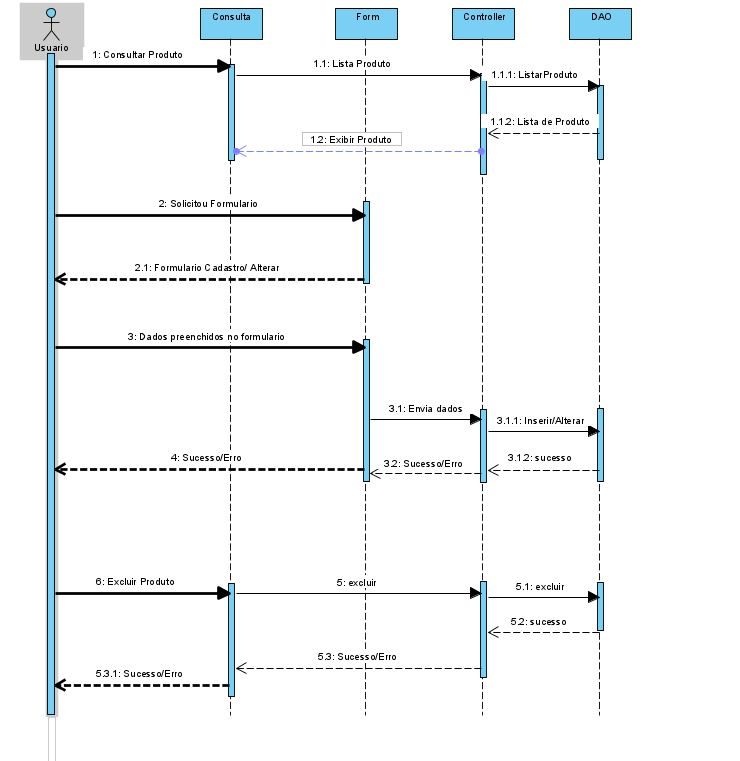 Usuario
Consulta
Form
Controller
DAO
1: Consultar Produto
1.1: Lista Produto
1.1.1: ListarProduto
1.1.2: Lista de Produto
1.2: Exibir Produto
2: Solicitou Formulario
2.1: Formulario Cadastro/ Alterar
3: Dados preenchidos no formulario
3.1: Envia dados
3.1.1: Inserir/Alterar
3.1.2: sucesso
3.2: Sucesso/Erro
4: Sucesso/Erro
6: Excluir Produto
5: excluir
5.1: excluir
5.2: sucesso
5.3: Sucesso/Erro
5.3.1: Sucesso/Erro